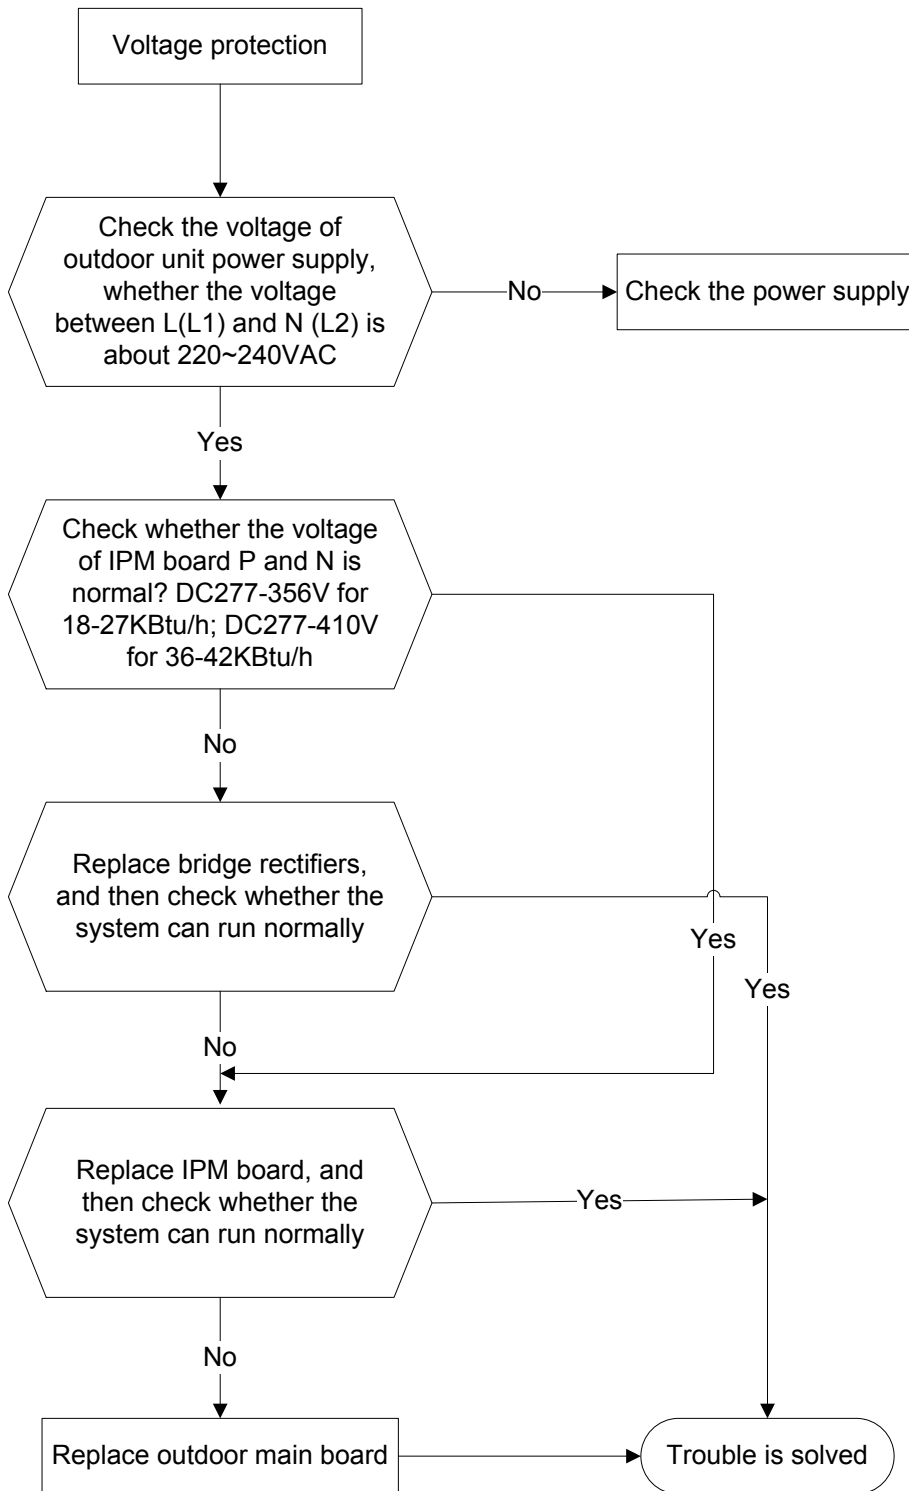 Voltage protection
Check the voltage of
outdoor unit power supply,
whether the voltage
between L(L1) and N (L2) is
about 220~240VAC
No
Check the power supply
Yes
Check whether the voltage
of IPM board P and N is
normal? DC277-356V for
18-27KBtu/h; DC277-410V
for 36-42KBtu/h
No
Replace bridge rectifiers,
and then check whether the
system can run normally
Yes
Yes
No
Replace IPM board, and
then check whether the
system can run normally
Yes
No
Replace outdoor main board
Trouble is solved